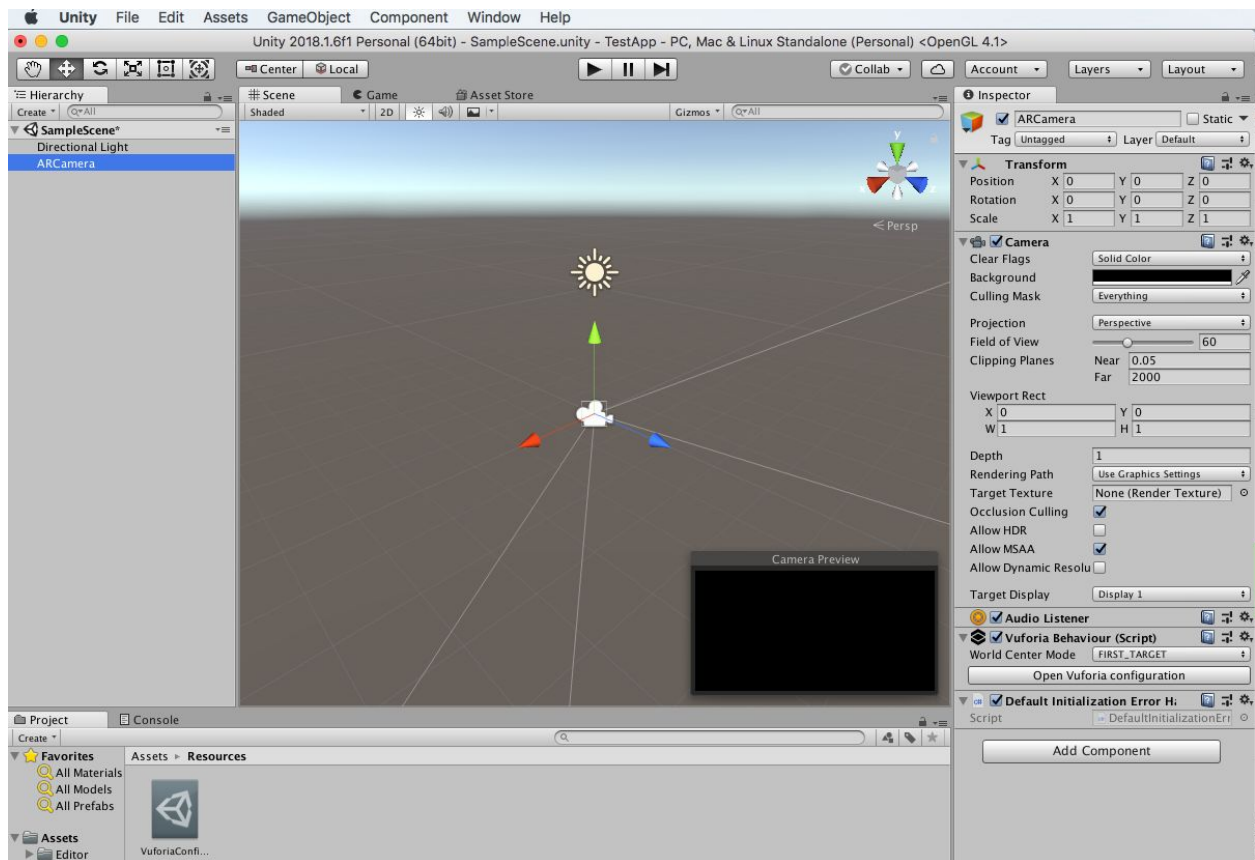 Unity File Edit Assets GameObject Component Window Help
Unity 2018.1.6f1 Personal (64bit) - SampleScene.unity - TestApp - PC, Mac & Linux Standalone (Personal) <OpenGL 4.1>
Center Local Collab Account Layers Layout
Hierarchy
Create All
SampleScene*
Directional Light
ARCamera
Scene Game Asset Store
Shaded 2D Gizmos All
y
x z
Persp
Camera Preview
Inspector
ARCamera Static
Tag Untagged Layer Default
Transform
Position X 0 Y 0 Z 0
Rotation X 0 Y 0 Z 0
Scale X 1 Y 1 Z 1
Camera
Clear Flags Solid Color
Background
Culling Mask Everything
Projection Perspective
Field of View 60
Clipping Planes Near 0.05
Far 2000
Viewport Rect
X 0 Y 0
W 1 H 1
Depth 1
Rendering Path Use Graphics Settings
Target Texture None (Render Texture)
Occlusion Culling
Allow HDR
Allow MSAA
Allow Dynamic Resolu
Target Display Display 1
Audio Listener
Vuforia Behaviour (Script)
World Center Mode FIRST_TARGET
Open Vuforia configuration
Default Initialization Error Ha
Script DefaultInitializationErr
Add Component
Project Console
Create
Favorites
All Materials
All Models
All Prefabs
Assets
Editor
Assets Resources
VuforiaConfi...